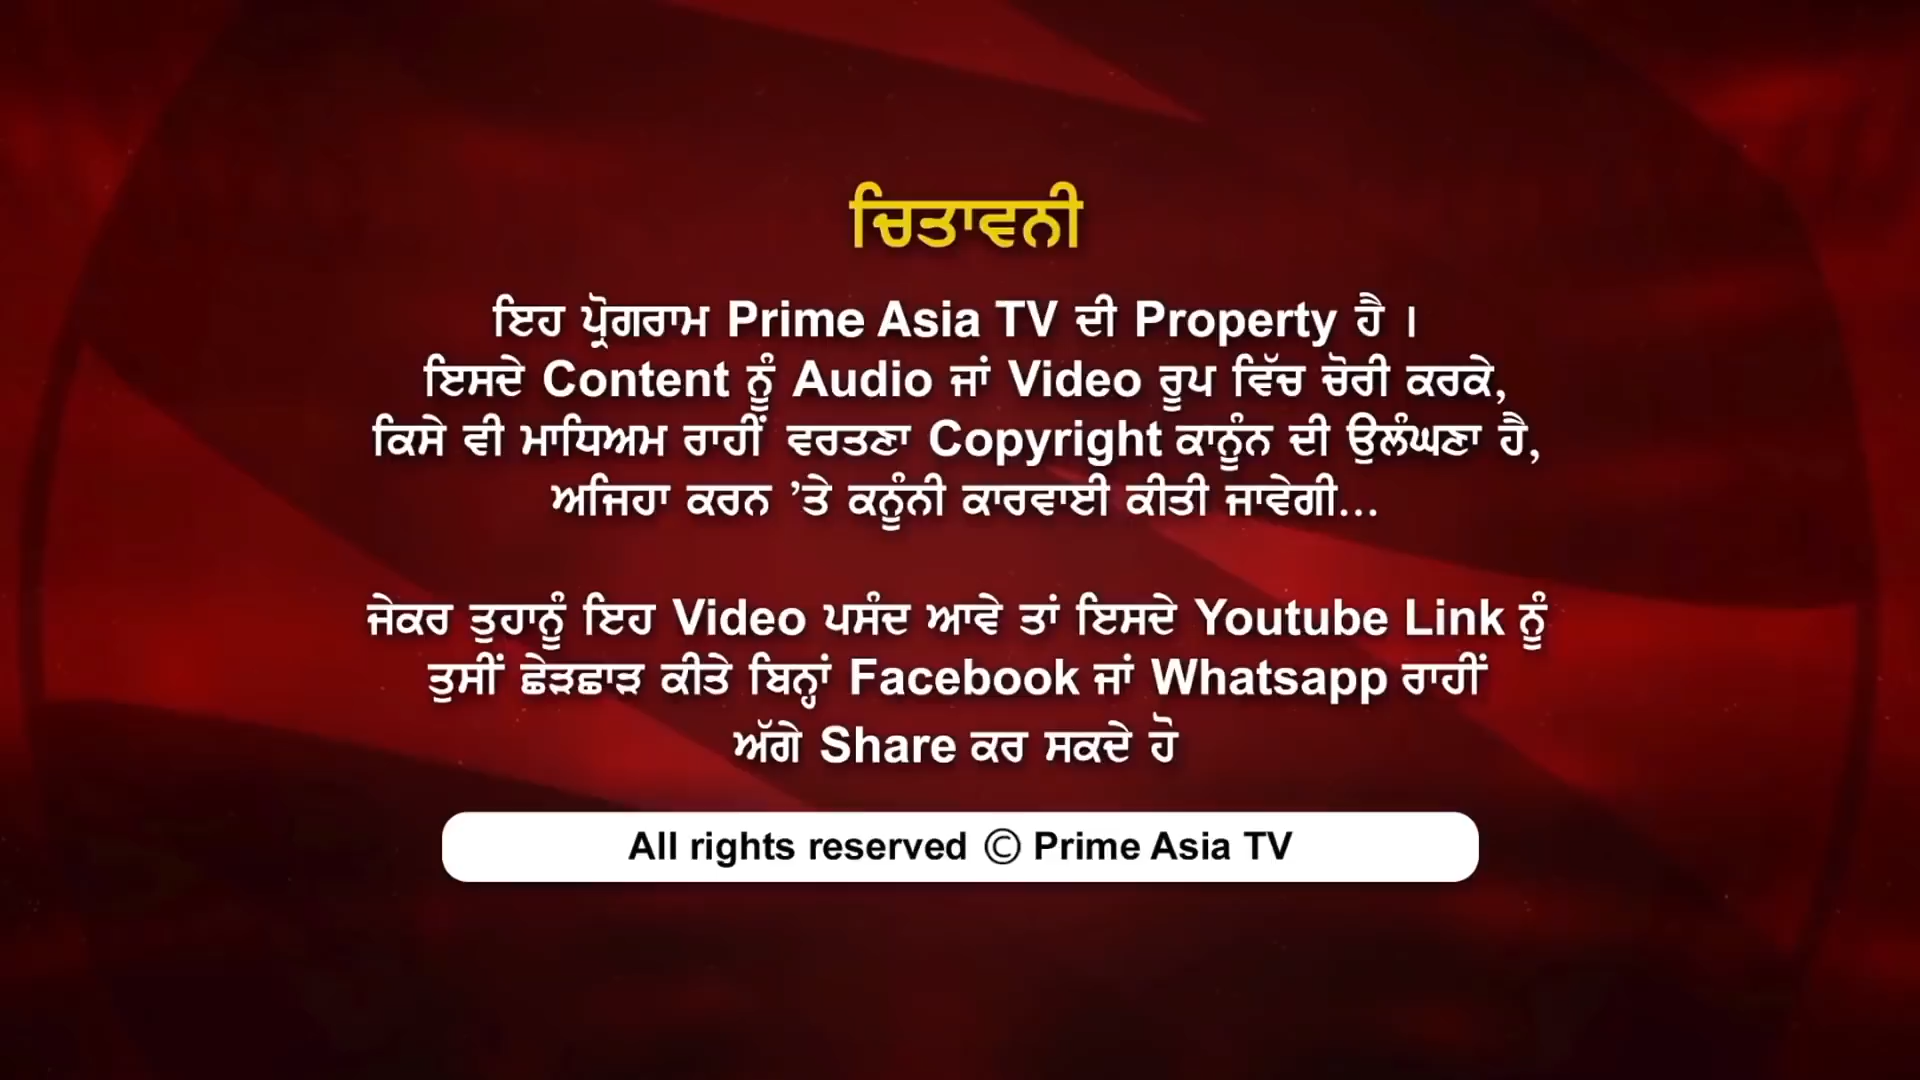 ਚਿਤਾਵਨੀ
ਇਹ ਪ੍ਰੋਗਰਾਮ Prime Asia TV ਦੀ Property ਹੈ ।
ਇਸਦੇ Content ਨੂੰ Audio ਜਾਂ Video ਰੂਪ ਵਿੱਚ ਚੋਰੀ ਕਰਕੇ,
ਕਿਸੇ ਵੀ ਮਾਧਿਅਮ ਰਾਹੀਂ ਵਰਤਣਾ Copyright ਕਾਨੂੰਨ ਦੀ ਉਲੰਘਣਾ ਹੈ,
ਅਜਿਹਾ ਕਰਨ ’ਤੇ ਕਨੂੰਨੀ ਕਾਰਵਾਈ ਕੀਤੀ ਜਾਵੇਗੀ...
ਜੇਕਰ ਤੁਹਾਨੂੰ ਇਹ Video ਪਸੰਦ ਆਵੇ ਤਾਂ ਇਸਦੇ Youtube Link ਨੂੰ
ਤੁਸੀਂ ਛੇੜਛਾੜ ਕੀਤੇ ਬਿਨ੍ਹਾਂ Facebook ਜਾਂ Whatsapp ਰਾਹੀਂ
ਅੱਗੇ Share ਕਰ ਸਕਦੇ ਹੋ
All rights reserved © Prime Asia TV